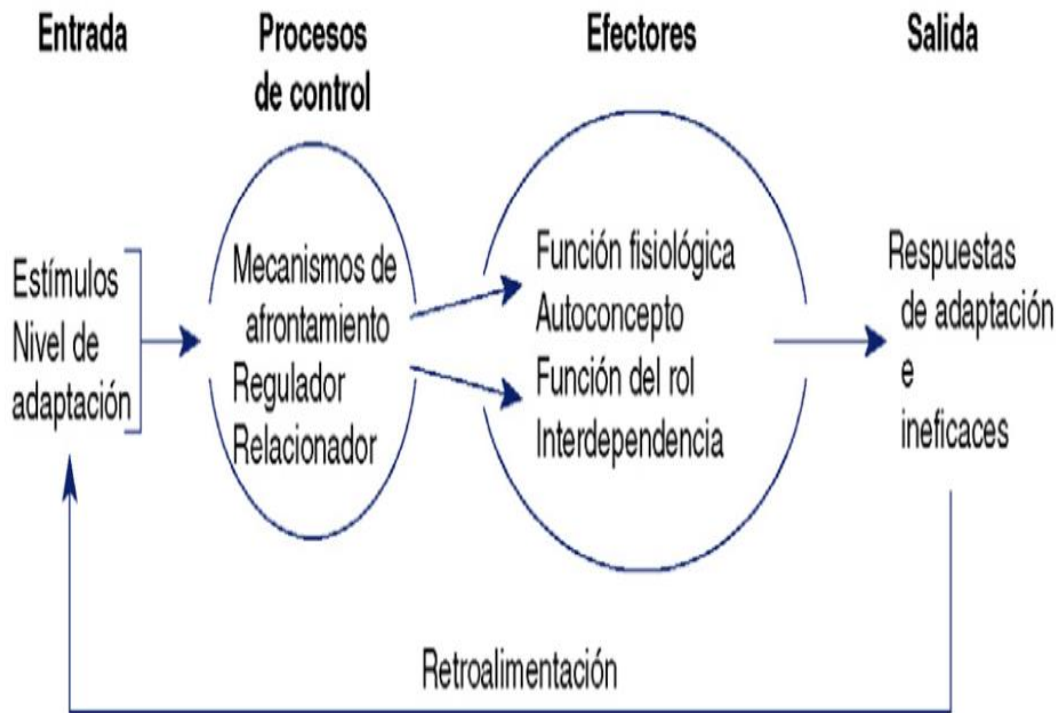 Entrada
Procesos
de control
Efectores
Salida
Estímulos
Nivel de
adaptación
Mecanismos de
afrontamiento
Regulador
Relacionador
Función fisiológica
Autoconcepto
Función del rol
Interdependencia
Respuestas
de adaptación
e
ineficaces
Retroalimentación